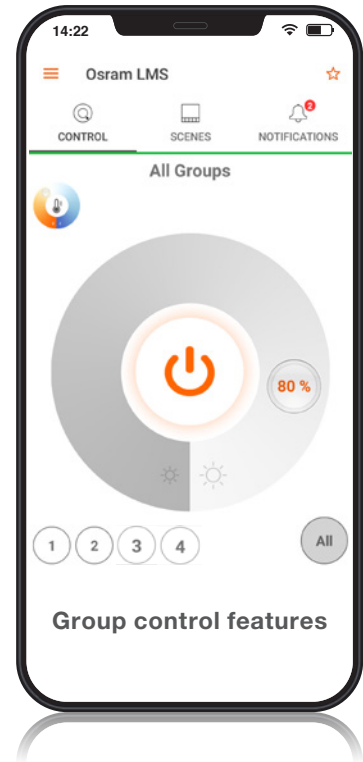 14:22
Osram LMS
CONTROL
SCENES
2
NOTIFICATIONS
All Groups
80 %
1 2 3 4
All
Group control features